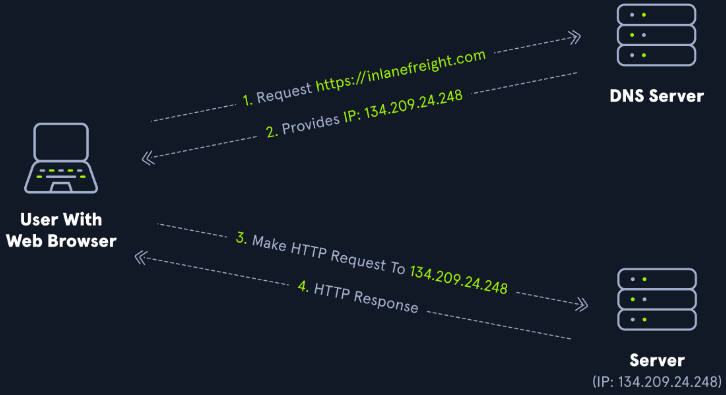 1. Request https://inlanefreight.com
2. Provides IP: 134.209.24.248
DNS Server
User With
Web Browser
3. Make HTTP Request To 134.209.24.248
4. HTTP Response
Server
(IP: 134.209.24.248)